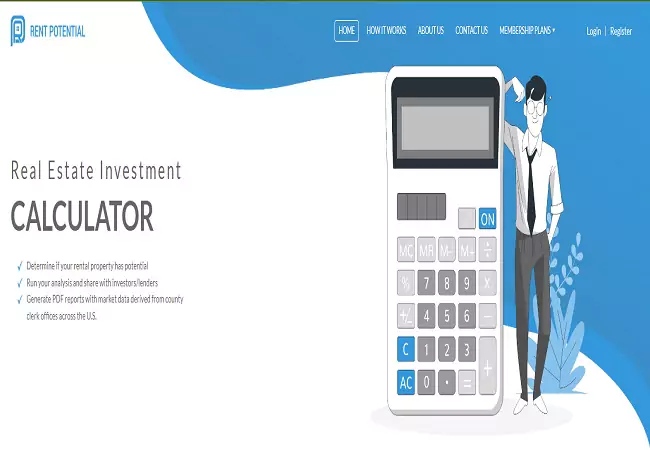 RENT POTENTIAL
HOME HOW IT WORKS ABOUT US CONTACT US MEMBERSHIP PLANS Login | Register
Real Estate Investment
CALCULATOR
✓ Determine if your rental property has potential
✓ Run your analysis and share with investors/lenders
✓ Generate PDF reports with market data derived from county
clerk offices across the U.S.
ON
MC MR M− M+ ÷
% 7 8 9 ×
+/− 4 5 6 −
C 1 2 3 +
AC 0 • =